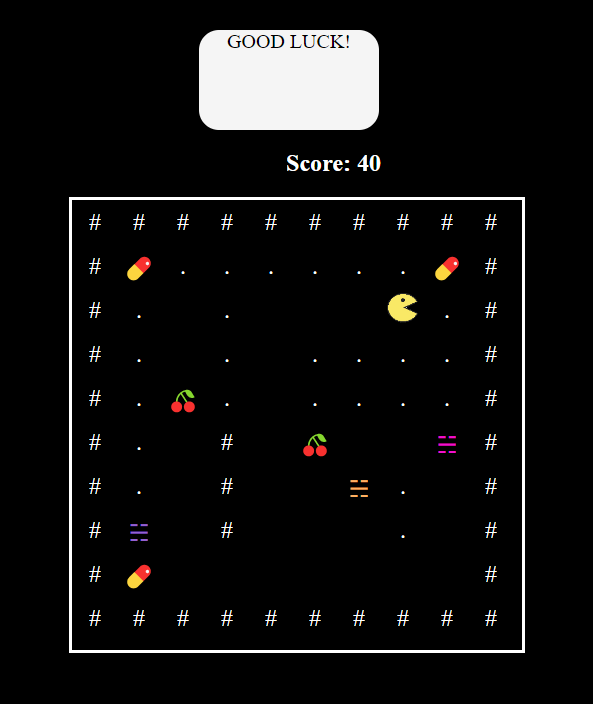 GOOD LUCK!
Score: 40
# # # # # # # # # #
# . . . . . . #
# . . . #
# . . . . . . #
# . . . . . . #
# . # #
# . # ☵ . #
# ☵ # . #
# #
# # # # # # # # # #